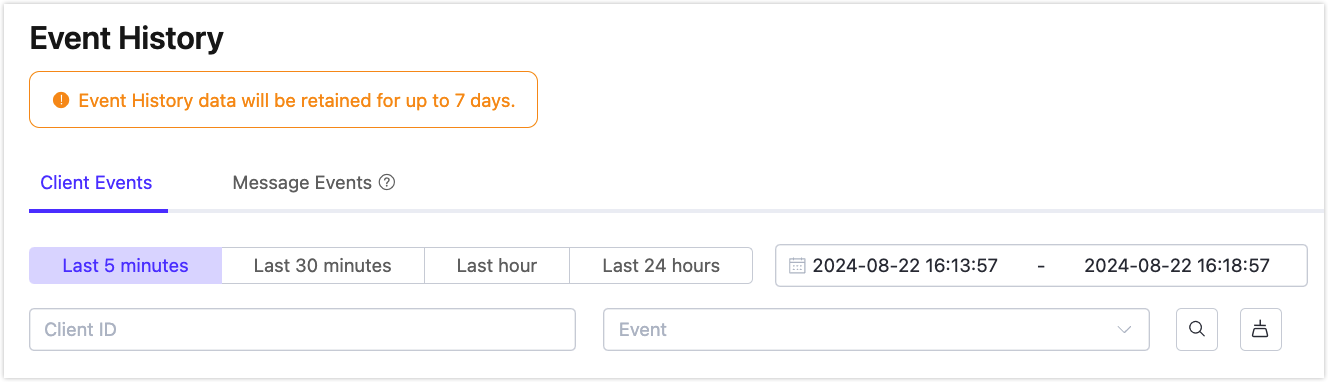 Event History
Event History data will be retained for up to 7 days.
Client Events Message Events
Last 5 minutes Last 30 minutes Last hour Last 24 hours 2024-08-22 16:13:57 - 2024-08-22 16:18:57
Client ID Event